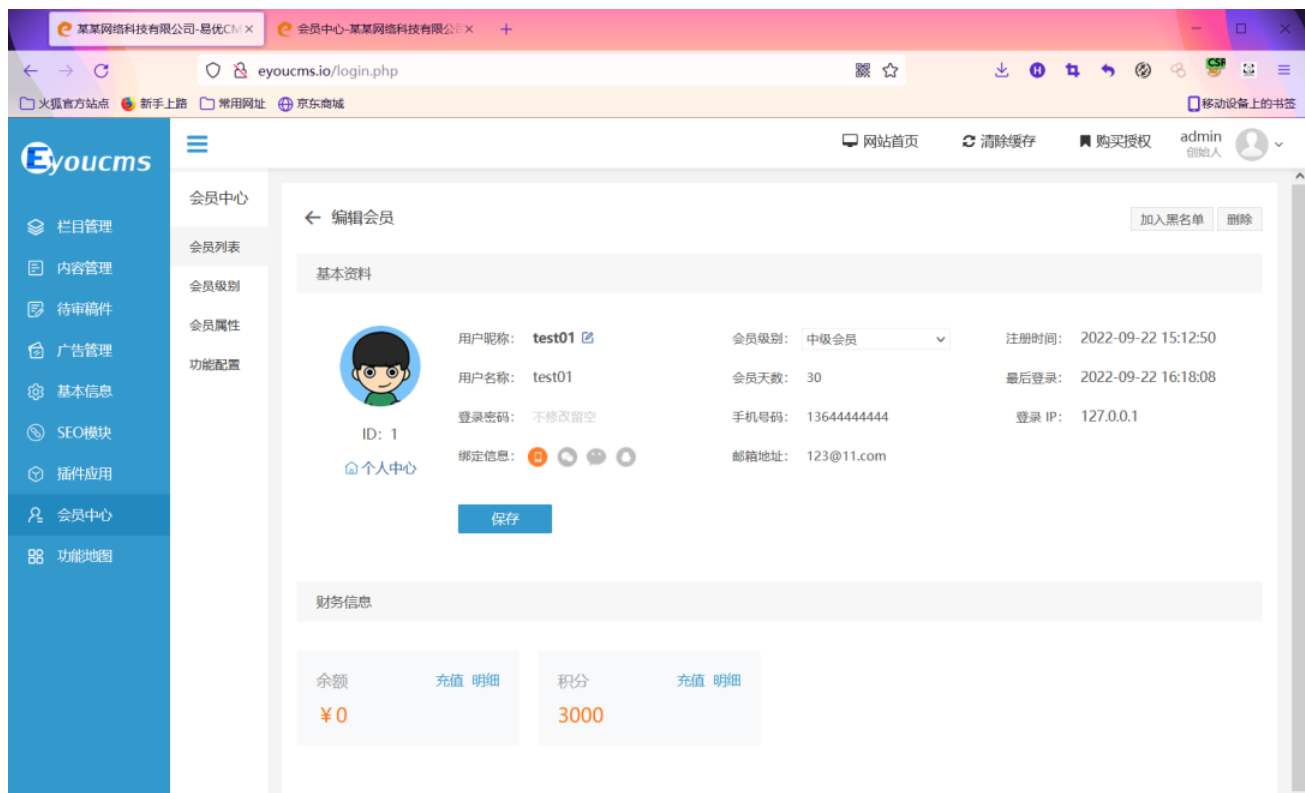 某某网络科技有限公司-易优CM
会员中心-某某网络科技有限公司
eyoucms.io/login.php
CSRF
火狐官方站点 新手上路 常用网址 京东商城 移动设备上的书签
Eyoucms
网站首页 清除缓存 购买授权 admin
创始人
栏目管理
内容管理
待审稿件
广告管理
基本信息
SEO模块
插件应用
会员中心
功能地图
会员中心
会员列表
会员级别
会员属性
功能配置
编辑会员 加入黑名单 删除
基本资料
ID: 1
个人中心
用户昵称: test01 会员级别: 中级会员 注册时间: 2022-09-22 15:12:50
用户名称: test01 会员天数: 30 最后登录: 2022-09-22 16:18:08
登录密码: 不修改留空 手机号码: 13644444444 登录 IP: 127.0.0.1
绑定信息: 邮箱地址: 123@11.com
保存
财务信息
余额 充值 明细 积分 充值 明细
¥0 3000